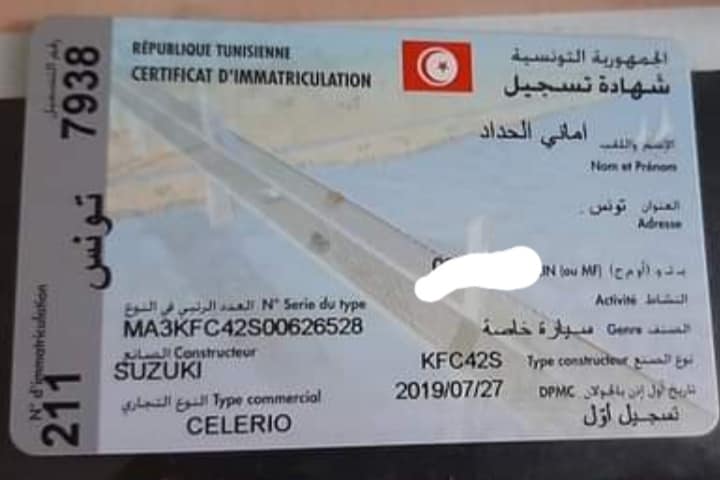 RÉPUBLIQUE TUNISIENNE
الجمهورية التونسية
CERTIFICAT D'IMMATRICULATION
شهادة تسجيل
رقم التسجيل
211 تونس 7938
N° d'immatriculation
الإسم واللقب أماني الحداد
Nom et Prénom
العنوان تونس .
Adresse
ب ت و (أو م ج) IN (ou MF)
النشاط Activité
العدد الرتبي في النوع N° Serie du type
MA3KFC42S00626528
الصنف Genre سيارة خاصة
الصانع Constructeur
SUZUKI
نوع الصنع Type constructeur KFC42S
تاريخ أول إذن بالجولان DPMC 2019/07/27
النوع التجاري Type commercial
CELERIO
تسجيل أوّل